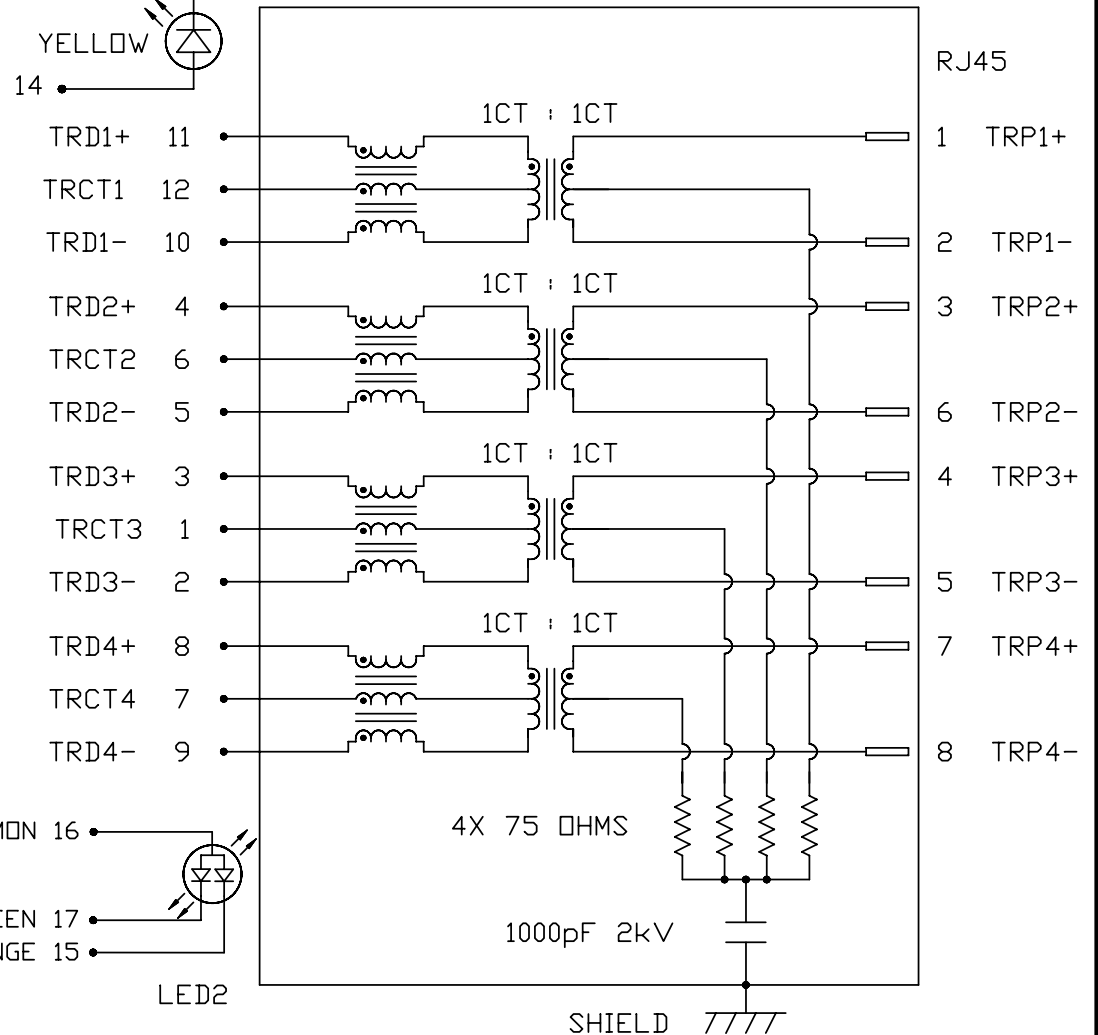 YELLOW
RJ45
14
1CT : 1CT
TRD1+ 11 1 TRP1+
TRCT1 12
TRD1- 10 2 TRP1-
1CT : 1CT
TRD2+ 4 3 TRP2+
TRCT2 6
TRD2- 5 6 TRP2-
1CT : 1CT
TRD3+ 3 4 TRP3+
TRCT3 1
TRD3- 2 5 TRP3-
1CT : 1CT
TRD4+ 8 7 TRP4+
TRCT4 7
TRD4- 9 8 TRP4-
4X 75 OHMS
MON 16
EEN 17
1000pF 2kV
NGE 15
LED2
SHIELD